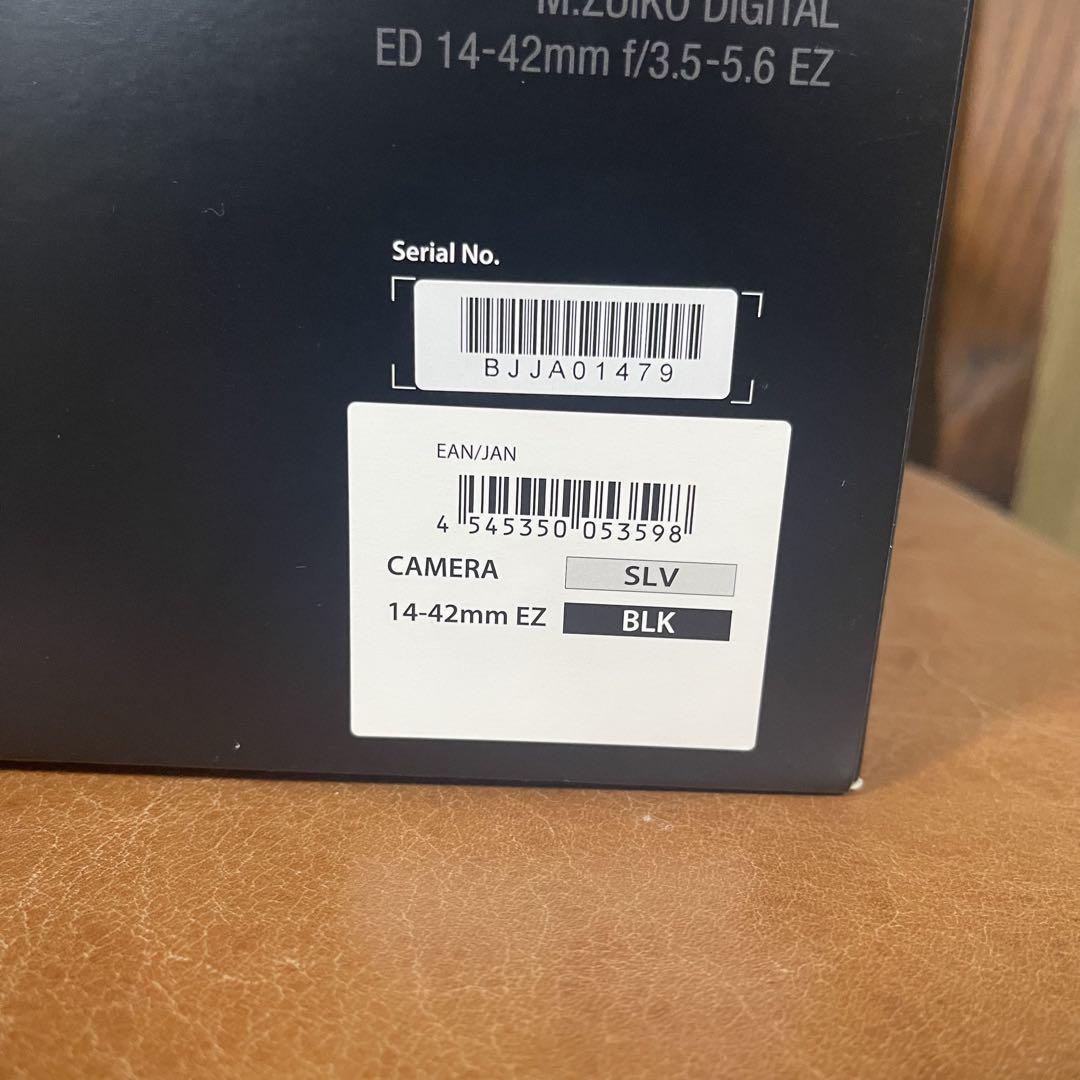 M.ZUIKO DIGITAL
ED 14-42mm f/3.5-5.6 EZ
Serial No.
BJJA01479
EAN/JAN
4 545350 053598
CAMERA SLV
14-42mm EZ BLK